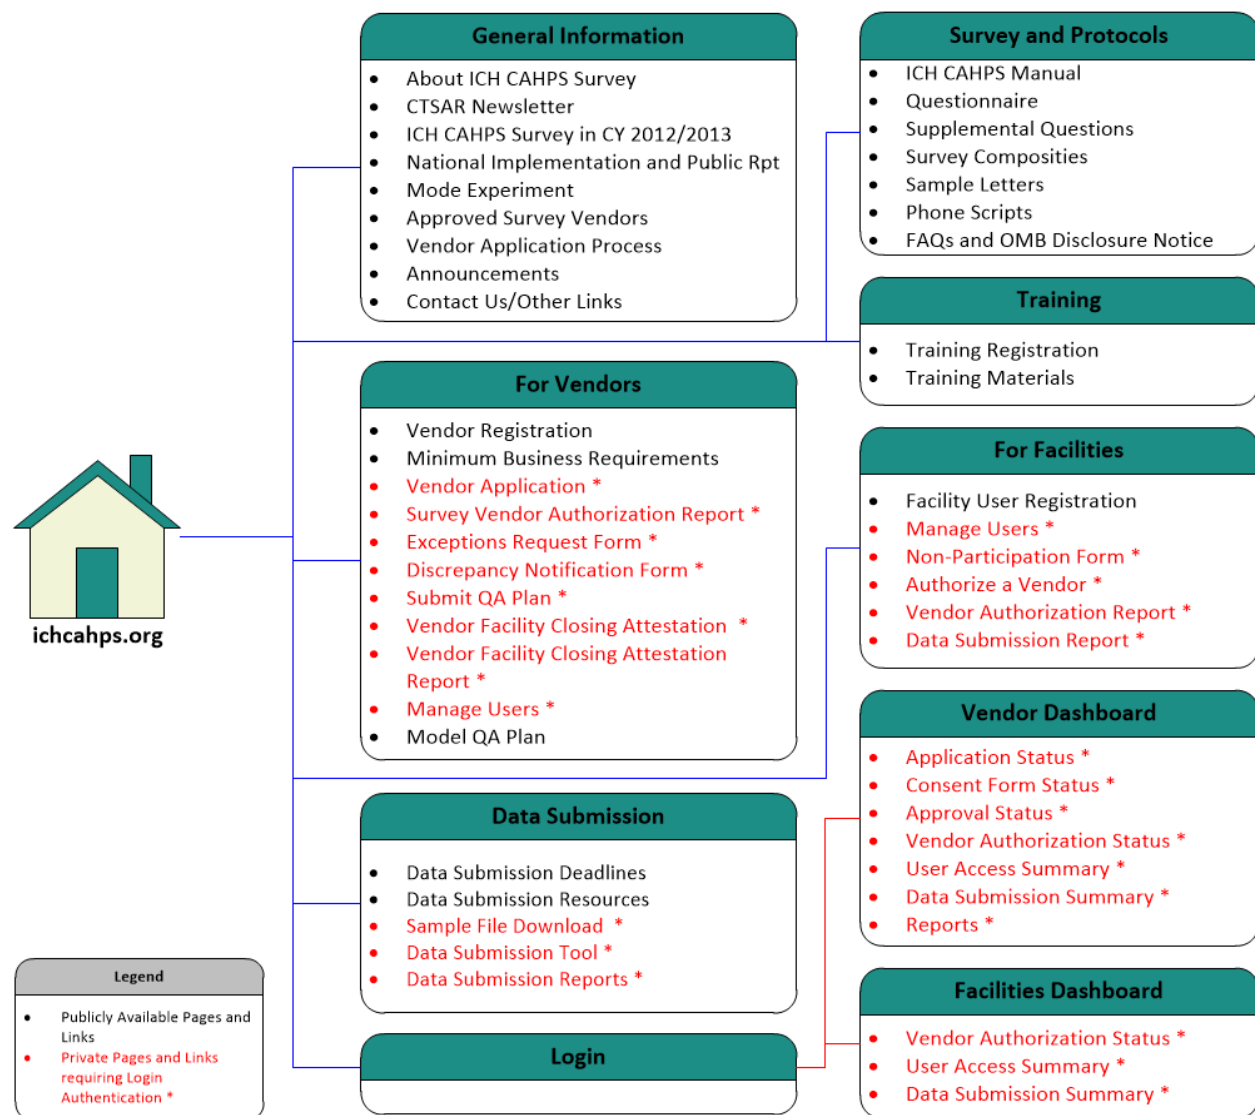 General Information
• About ICH CAHPS Survey
• CTSAR Newsletter
• ICH CAHPS Survey in CY 2012/2013
• National Implementation and Public Rpt
• Mode Experiment
• Approved Survey Vendors
• Vendor Application Process
• Announcements
• Contact Us/Other Links
Survey and Protocols
• ICH CAHPS Manual
• Questionnaire
• Supplemental Questions
• Survey Composities
• Sample Letters
• Phone Scripts
• FAQs and OMB Disclosure Notice
Training
• Training Registration
• Training Materials
For Vendors
• Vendor Registration
• Minimum Business Requirements
• Vendor Application *
• Survey Vendor Authorization Report *
• Exceptions Request Form *
• Discrepancy Notification Form *
• Submit QA Plan *
• Vendor Facility Closing Attestation *
• Vendor Facility Closing Attestation
Report *
• Manage Users *
• Model QA Plan
For Facilities
• Facility User Registration
• Manage Users *
• Non-Participation Form *
• Authorize a Vendor *
• Vendor Authorization Report *
• Data Submission Report *
ichcahps.org
Vendor Dashboard
• Application Status *
• Consent Form Status *
• Approval Status *
• Vendor Authorization Status *
• User Access Summary *
• Data Submission Summary *
• Reports *
Data Submission
• Data Submission Deadlines
• Data Submission Resources
• Sample File Download *
• Data Submission Tool *
• Data Submission Reports *
Login
Facilities Dashboard
• Vendor Authorization Status *
• User Access Summary *
• Data Submission Summary *
Legend
• Publicly Available Pages and
Links
• Private Pages and Links
requiring Login
Authentication *